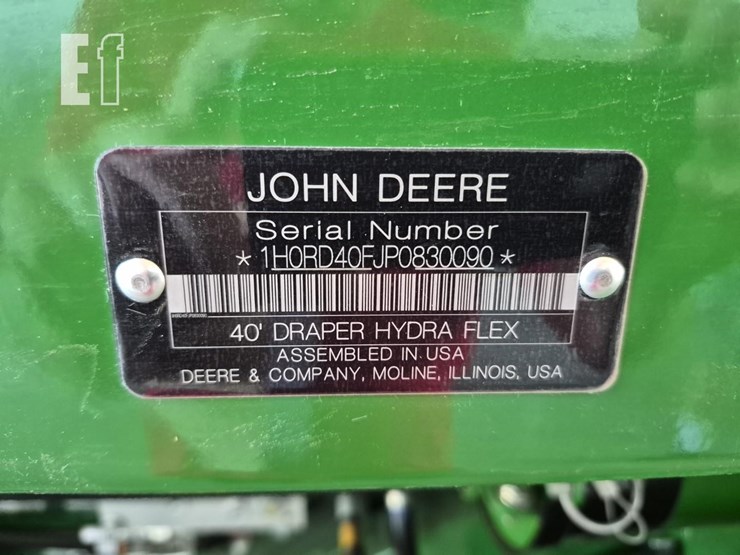 Ef
JOHN DEERE
Serial Number
*1H0RD40FJP0830090*
40' DRAPER HYDRA FLEX
ASSEMBLED IN USA
DEERE & COMPANY, MOLINE, ILLINOIS, USA